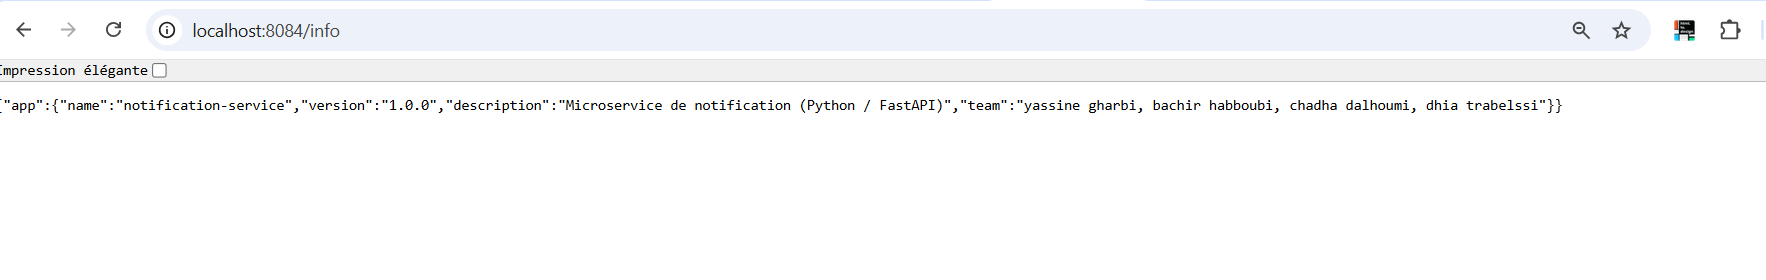 localhost:8084/info
Impression élégante
{"app":{"name":"notification-service","version":"1.0.0","description":"Microservice de notification (Python / FastAPI)","team":"yassine gharbi, bachir habboubi, chadha dalhoumi, dhia trabelssi"}}